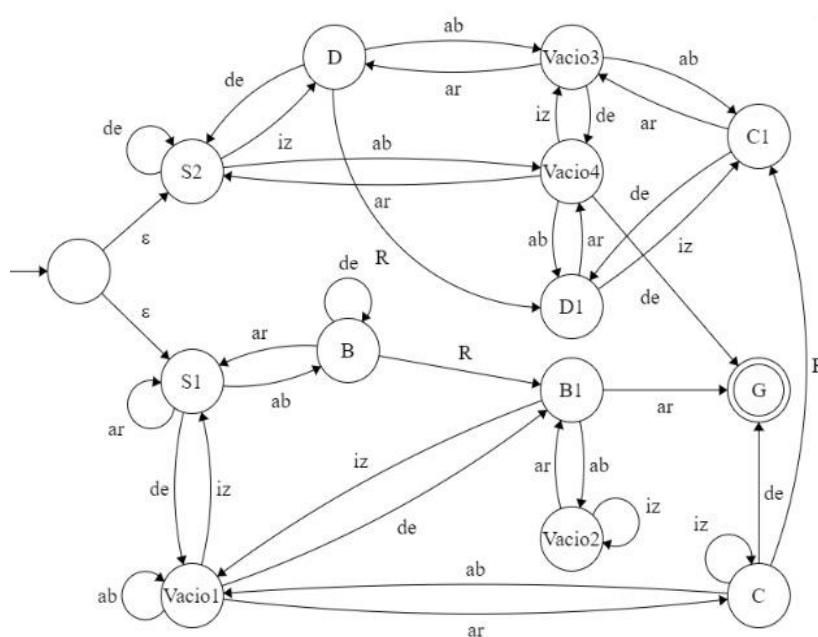 D
ab
Vacio3
ar
ab
de
de
iz
de
iz
ar
C1
S2
ab
Vacio4
ar
de
ε
R
ab
ar
iz
D1
de
ε
de
ar
B
R
S1
ab
B1
ar
G
ar
iz
de
iz
de
ar
ab
iz
de
Vacio2
iz
ab
ab
Vacio1
C
ar